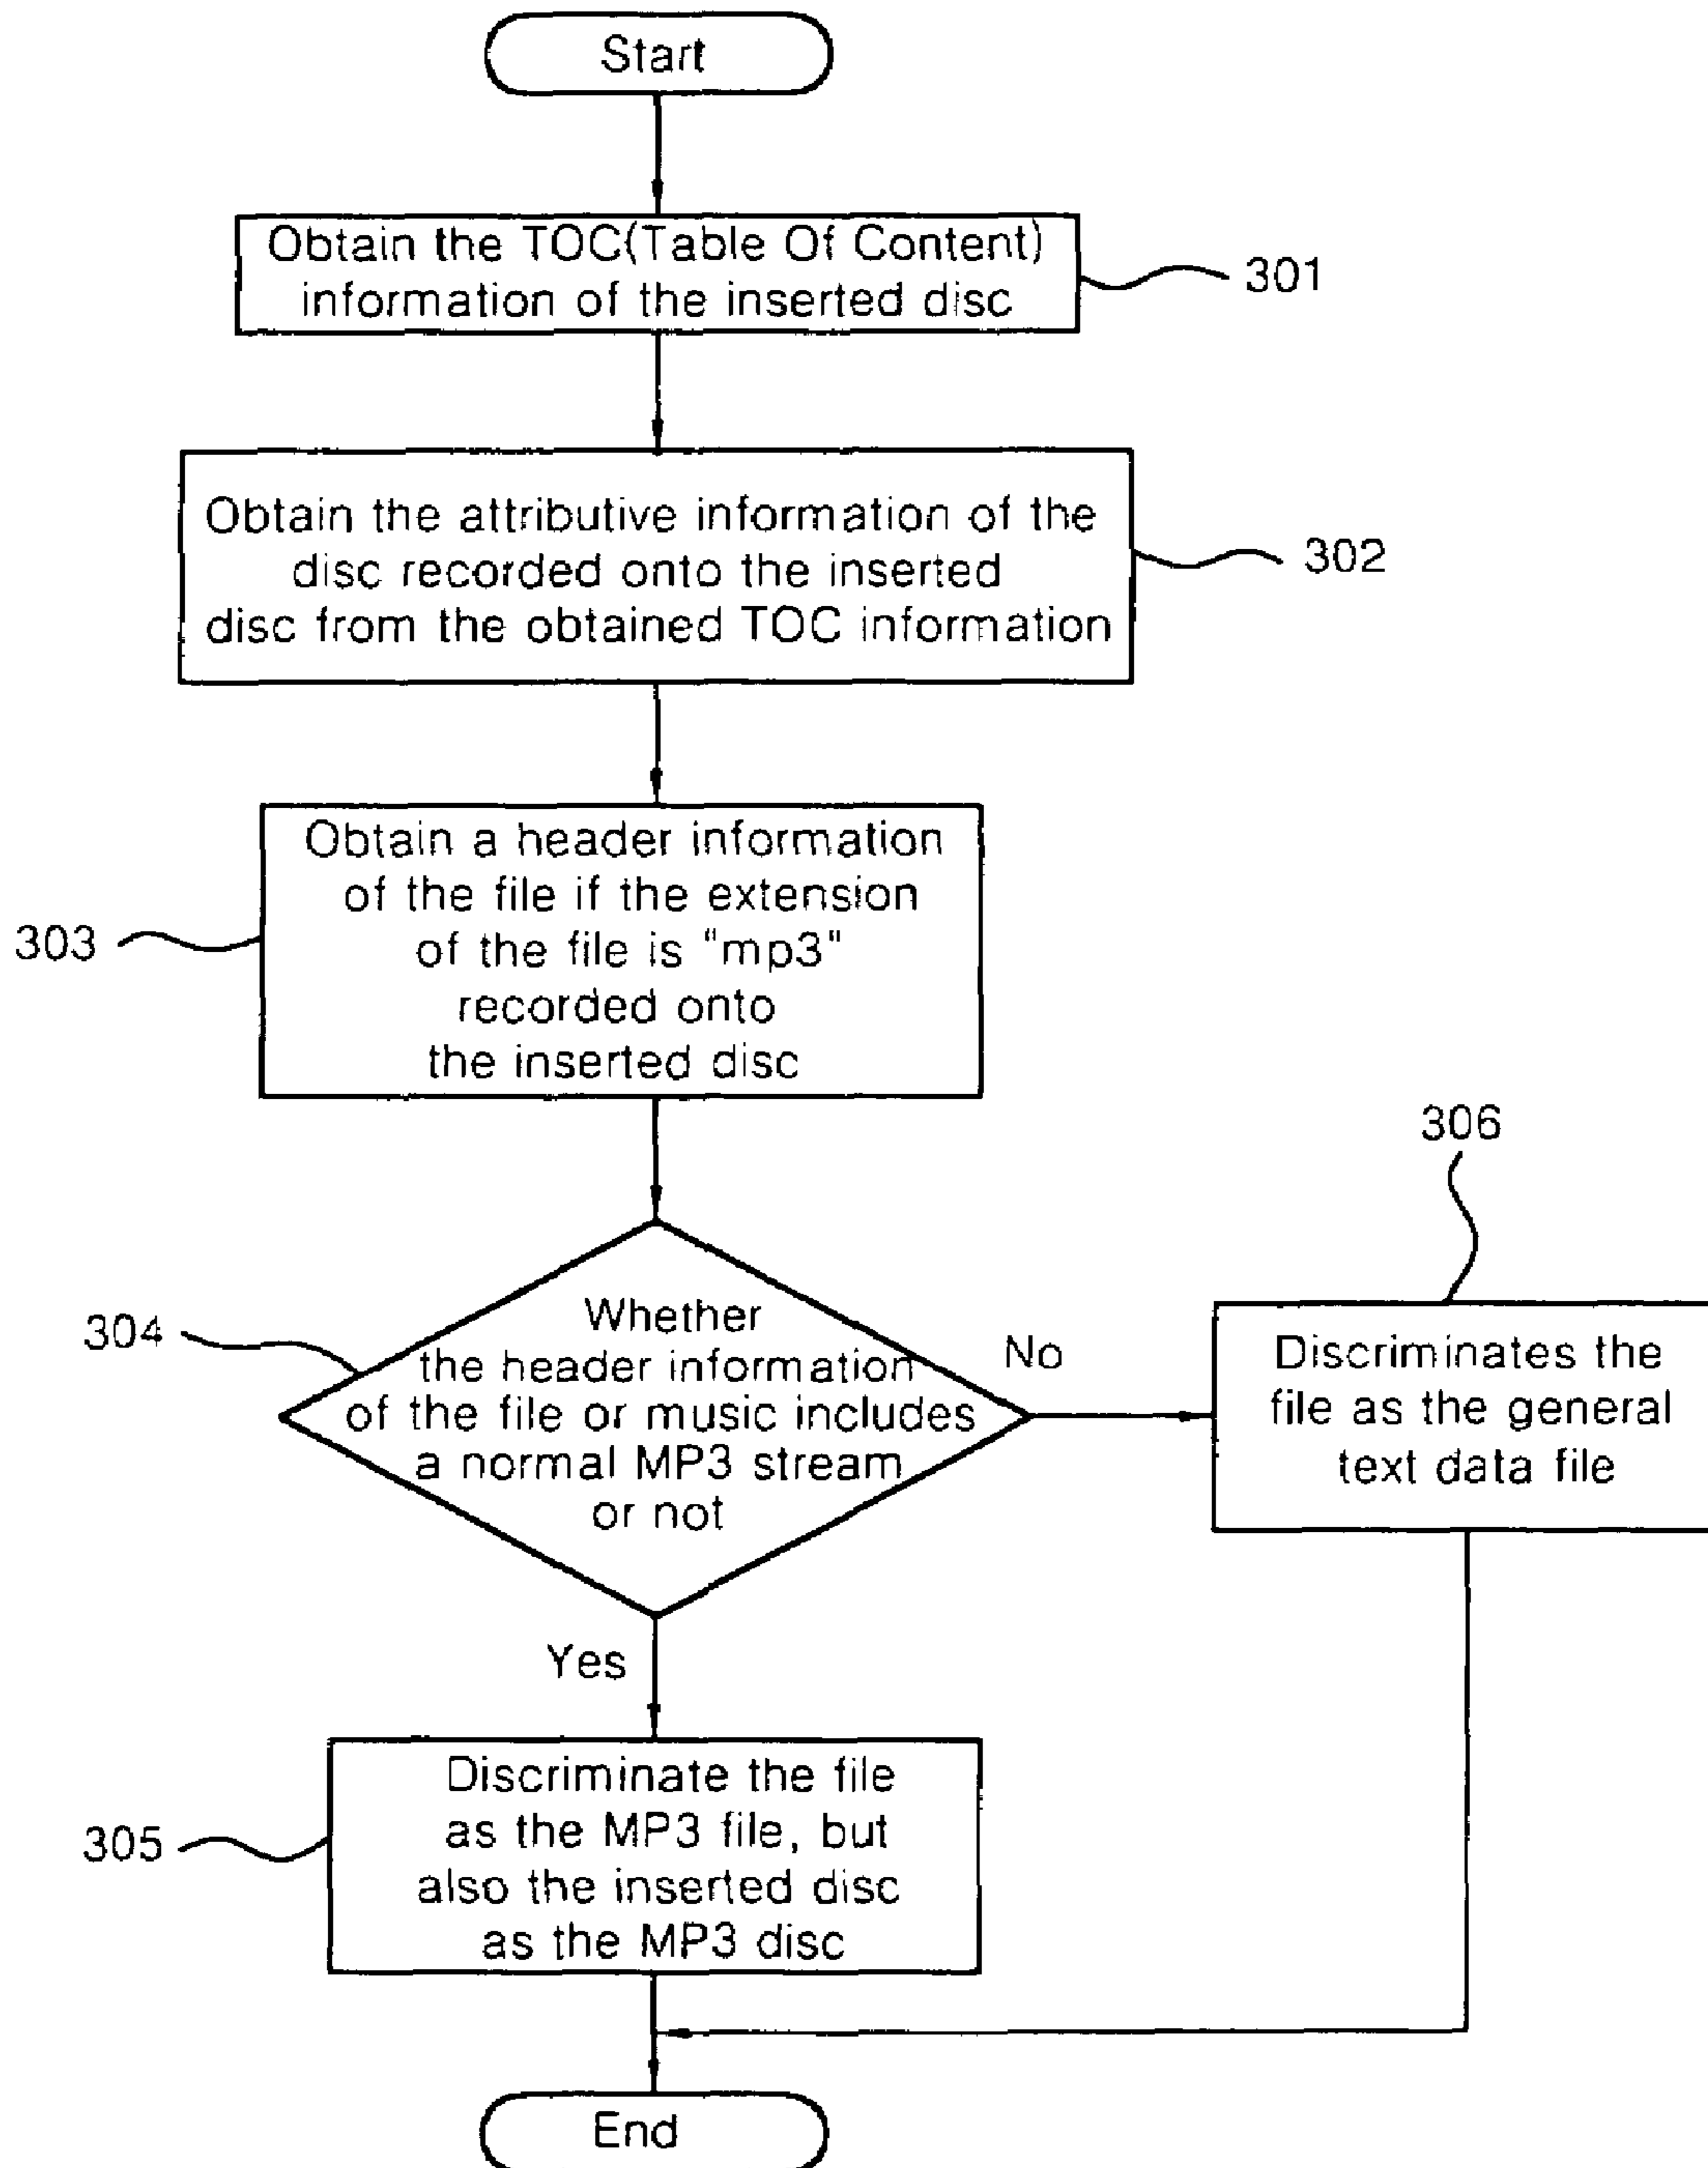 Start
Obtain the TOC(Table Of Content)
information of the inserted disc
301
Obtain the attributive information of the
disc recorded onto the inserted
disc from the obtained TOC information
302
Obtain a header information
of the file if the extension
of the file is "mp3"
recorded onto
the inserted disc
303
Whether
the header information
of the file or music includes
a normal MP3 stream
or not
304
No
306
Discriminates the
file as the general
text data file
Yes
Discriminate the file
as the MP3 file, but
also the inserted disc
as the MP3 disc
305
End